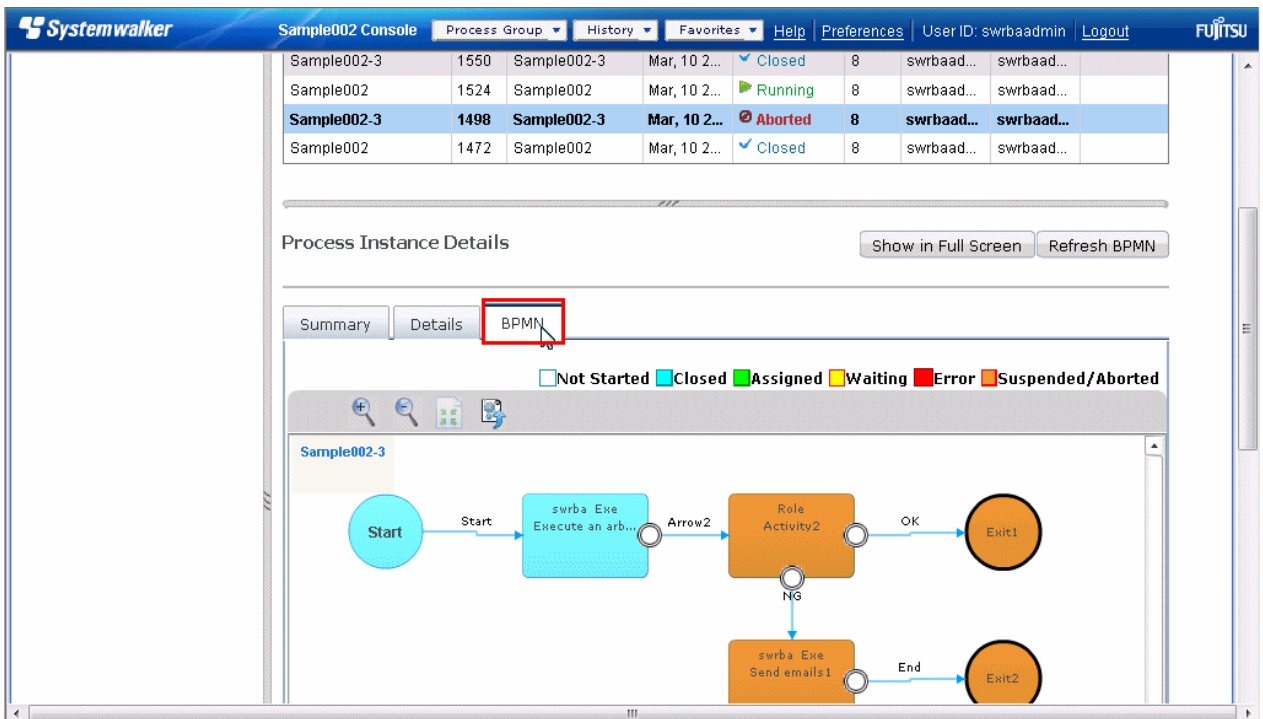 Systemwalker Sample002 Console Process Group History Favorites Help Preferences User ID: swrbaadmin Logout FUJITSU
Sample002-3 1550 Sample002-3 Mar, 10 2... Closed 8 swrbaad... swrbaad...
Sample002 1524 Sample002 Mar, 10 2... Running 8 swrbaad... swrbaad...
Sample002-3 1498 Sample002-3 Mar, 10 2... Aborted 8 swrbaad... swrbaad...
Sample002 1472 Sample002 Mar, 10 2... Closed 8 swrbaad... swrbaad...
Process Instance Details Show in Full Screen Refresh BPMN
Summary Details BPMN
Not Started Closed Assigned Waiting Error Suspended/Aborted
Sample002-3
Start
Start
swrba Exe
Execute an arb...
Arrow2
Role
Activity2
OK
Exit1
NG
swrba Exe
Send emails1
End
Exit2